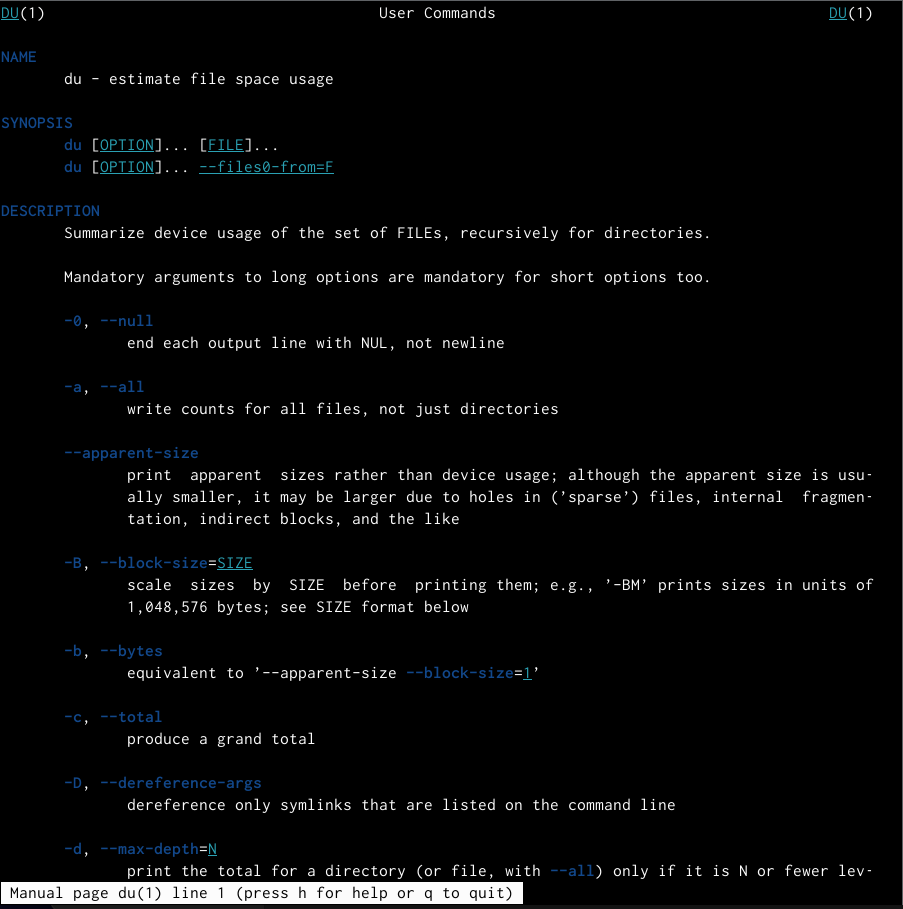 DU(1) User Commands DU(1)
NAME
du - estimate file space usage
SYNOPSIS
du [OPTION]... [FILE]...
du [OPTION]... --files0-from=F
DESCRIPTION
Summarize device usage of the set of FILEs, recursively for directories.
Mandatory arguments to long options are mandatory for short options too.
-0, --null
end each output line with NUL, not newline
-a, --all
write counts for all files, not just directories
--apparent-size
print apparent sizes rather than device usage; although the apparent size is usu-
ally smaller, it may be larger due to holes in (’sparse’) files, internal fragmen-
tation, indirect blocks, and the like
-B, --block-size=SIZE
scale sizes by SIZE before printing them; e.g., ’-BM’ prints sizes in units of
1,048,576 bytes; see SIZE format below
-b, --bytes
equivalent to ’--apparent-size --block-size=1’
-c, --total
produce a grand total
-D, --dereference-args
dereference only symlinks that are listed on the command line
-d, --max-depth=N
print the total for a directory (or file, with --all) only if it is N or fewer lev-
Manual page du(1) line 1 (press h for help or q to quit)